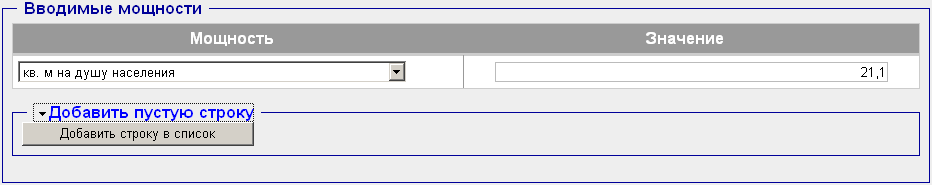 Вводимые мощности
Мощность Значение
кв. м на душу населения 21,1
Добавить пустую строку
Добавить строку в список